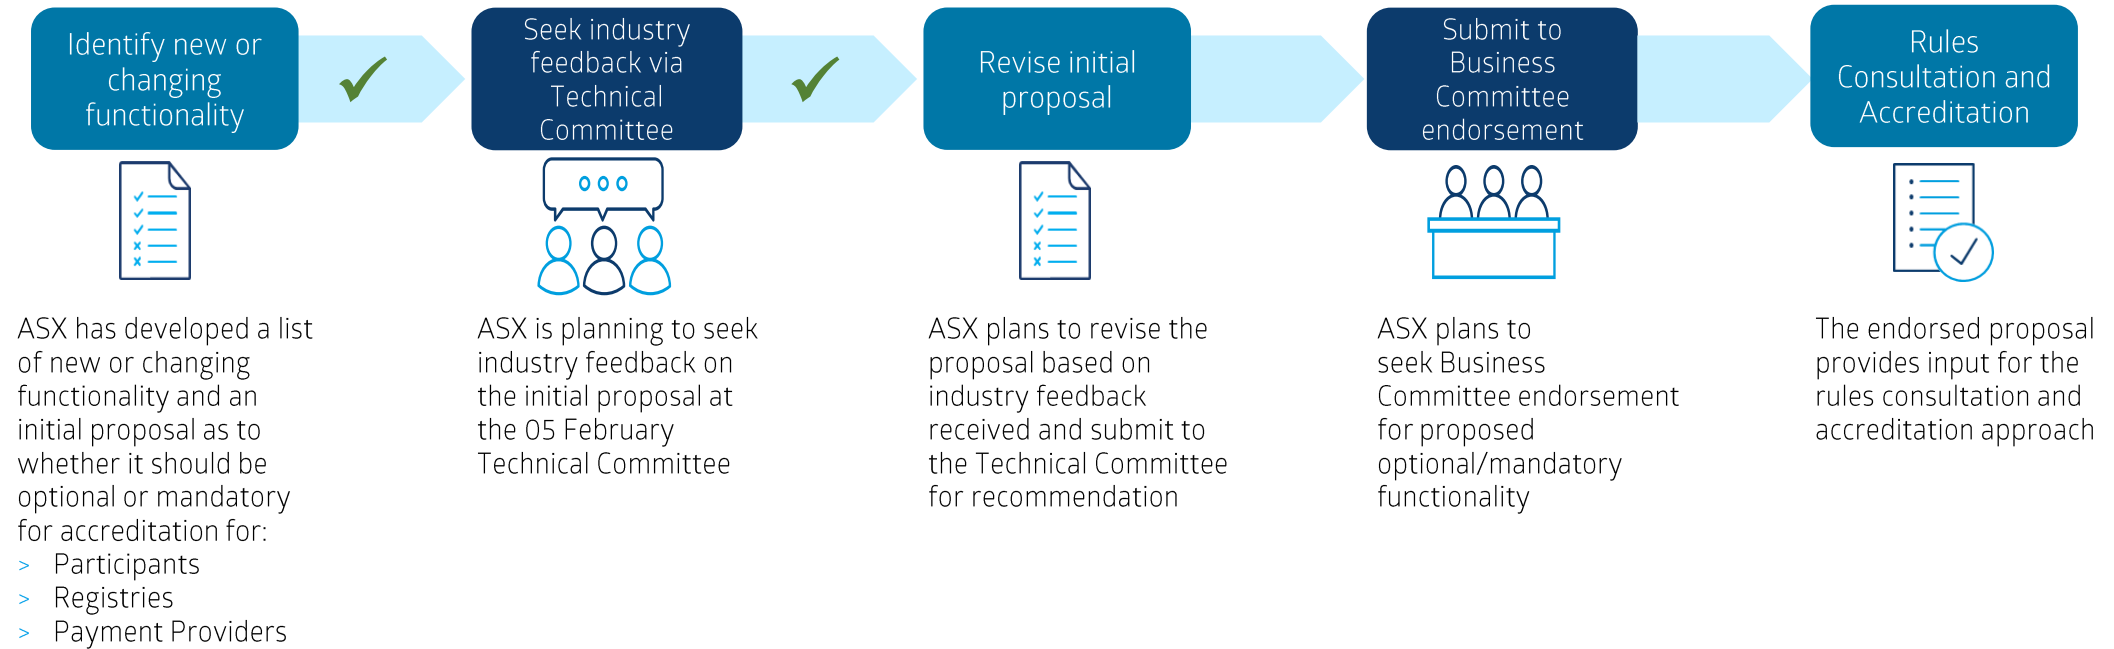 Identify new or
changing
functionality
Seek industry
feedback via
Technical
Committee
Revise initial
proposal
Submit to
Business
Committee
endorsement
Rules
Consultation and
Accreditation
ASX has developed a list
of new or changing
functionality and an
initial proposal as to
whether it should be
optional or mandatory
for accreditation for:
> Participants
> Registries
> Payment Providers
ASX is planning to seek
industry feedback on
the initial proposal at
the 05 February
Technical Committee
ASX plans to revise the
proposal based on
industry feedback
received and submit to
the Technical Committee
for recommendation
ASX plans to
seek Business
Committee endorsement
for proposed
optional/mandatory
functionality
The endorsed proposal
provides input for the
rules consultation and
accreditation approach